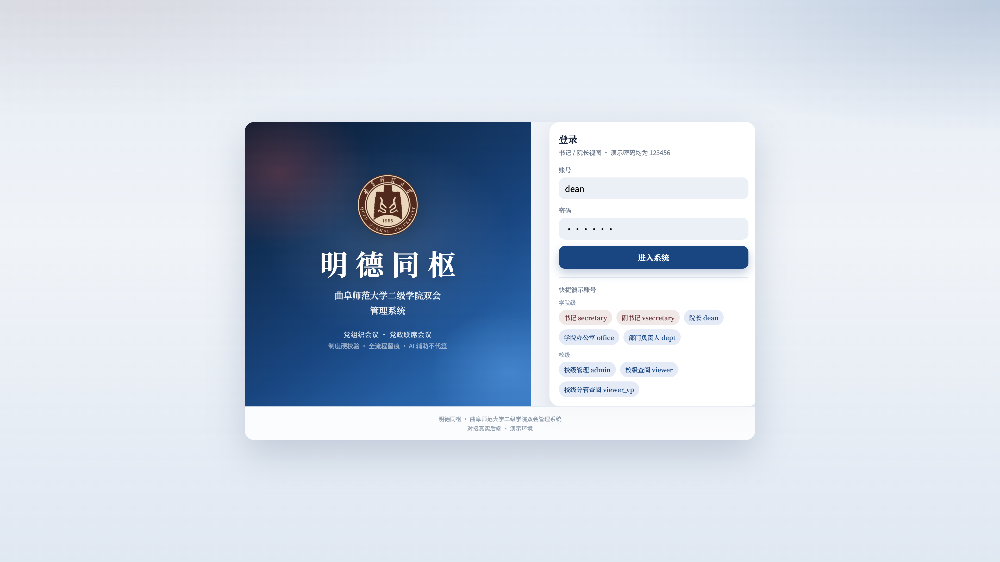 曲阜师范大学
QUFU NORMAL UNIVERSITY
1955
明德同枢
曲阜师范大学二级学院双会
管理系统
党组织会议 · 党政联席会议
制度硬校验 · 全流程留痕 · AI 辅助不代签
登录
书记 / 院长视图 · 演示密码均为 123456
账号
dean
密码
••••••
进入系统
快捷演示账号
学院级
书记 secretary
副书记 vsecretary
院长 dean
学院办公室 office
部门负责人 dept
校级
校级管理 admin
校级查阅 viewer
校级分管查阅 viewer_vp
明德同枢 · 曲阜师范大学二级学院双会管理系统
对接真实后端 · 演示环境